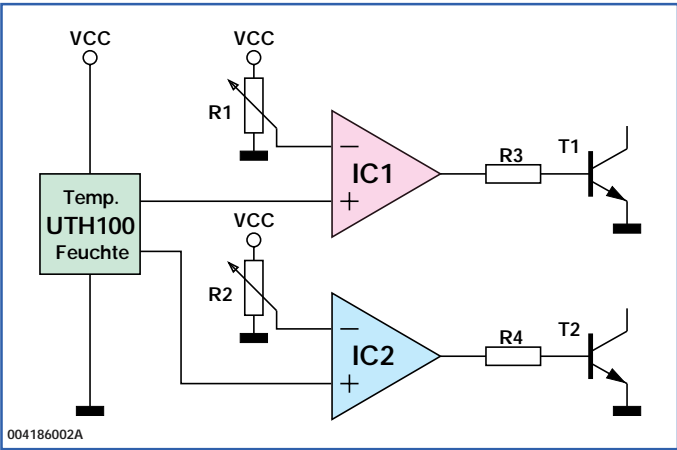 VCC
VCC
R1
−
IC1
+
R3
T1
Temp.
UTH100
Feuchte
VCC
R2
−
IC2
+
R4
T2
004186002A